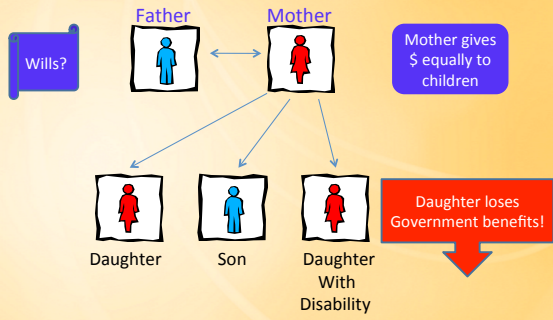 Father
Mother
Wills?
Mother gives
$ equally to
children
Daughter loses
Government benefits!
Daughter
Son
Daughter
With
Disability